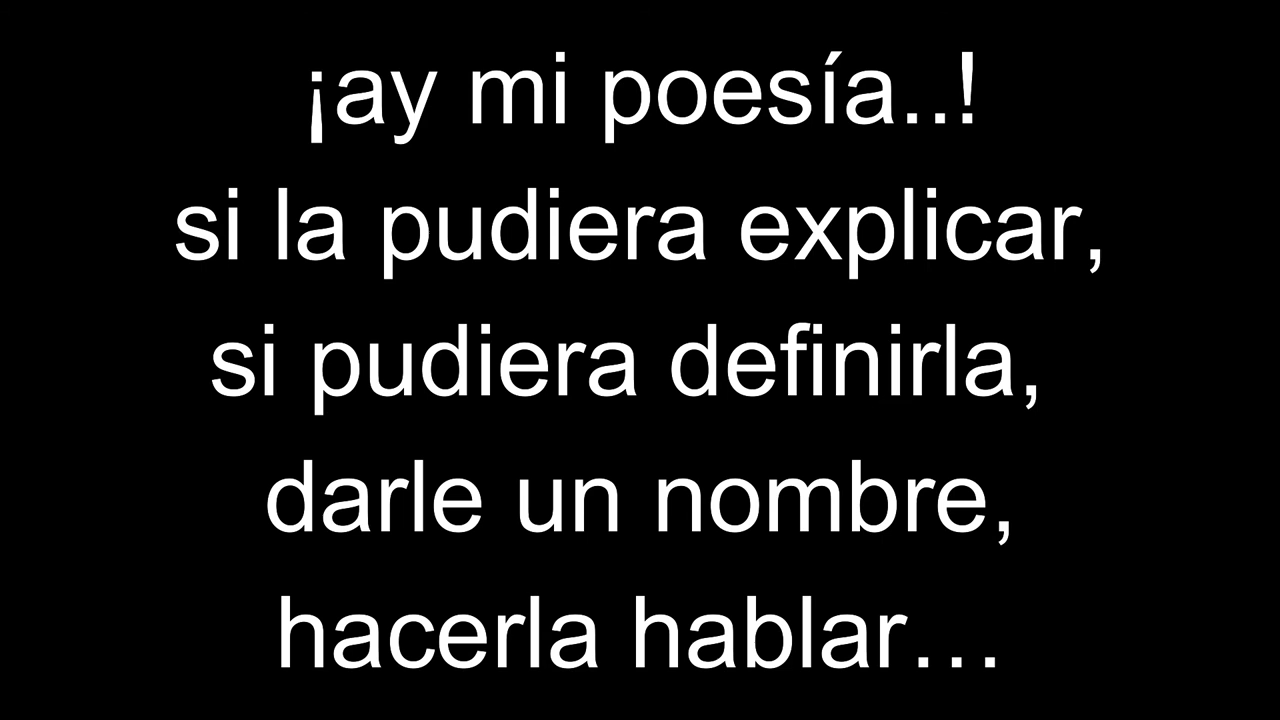 ¡ay mi poesía..!
si la pudiera explicar,
si pudiera definirla,
darle un nombre,
hacerla hablar…